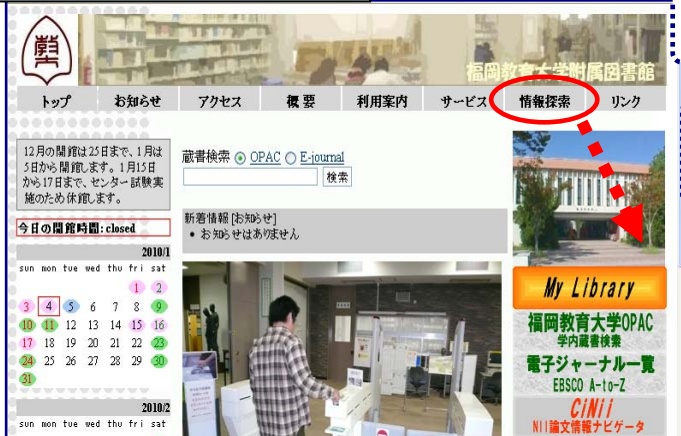 福岡教育大学附属図書館
トップ お知らせ アクセス 概要 利用案内 サービス 情報探索 リンク
12月の開館は25日まで、1月は
5日から開館します。1月15日
から17日まで、センター試験実
施のため休館します。
今日の開館時間: closed
2010/1
sun mon tue wed thu fri sat
1 2
3 4 5 6 7 8 9
10 11 12 13 14 15 16
17 18 19 20 21 22 23
24 25 26 27 28 29 30
31
2010/2
sun mon tue wed thu fri sat
蔵書検索 OPAC E-journal
検索
新着情報 [お知らせ]
• お知らせはありません
My Library
福岡教育大学OPAC
学内蔵書検索
電子ジャーナル一覧
EBSCO A-to-Z
CiNii
NII論文情報ナビゲータ